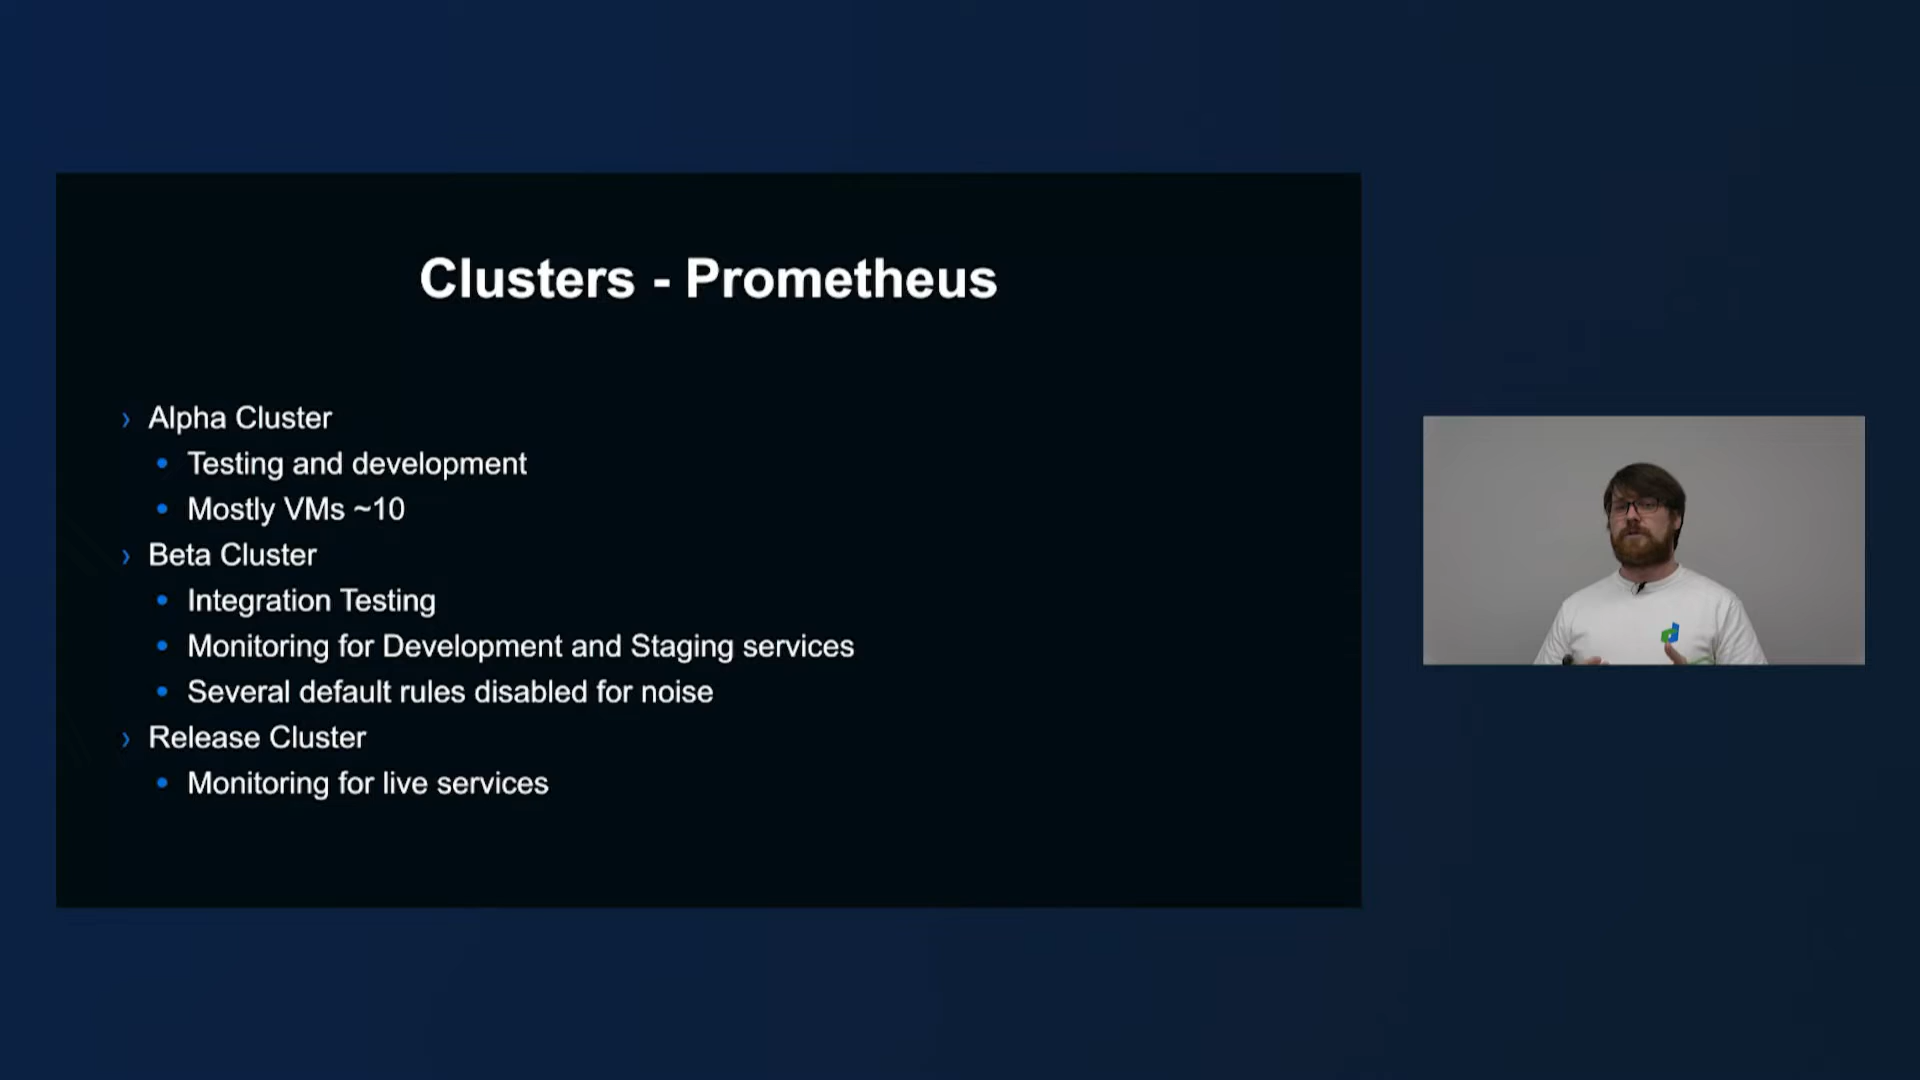 Clusters - Prometheus
› Alpha Cluster
• Testing and development
• Mostly VMs ~10
› Beta Cluster
• Integration Testing
• Monitoring for Development and Staging services
• Several default rules disabled for noise
› Release Cluster
• Monitoring for live services